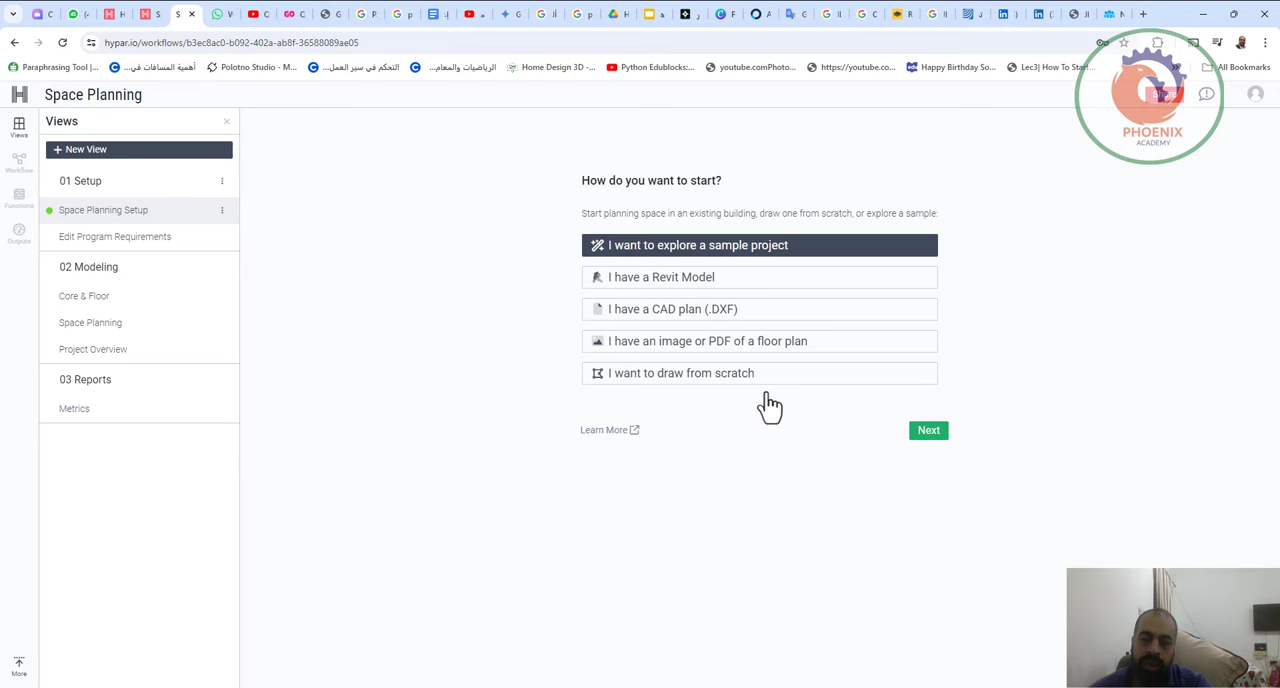 hypar.io/workflows/b3ec8ac0-b092-402a-ab8f-36588089ae05
Paraphrasing Tool |...
أهمية المسافات في...
Polotno Studio - M...
التحكم في سير العمل...
الرياضيات والعمارة...
Home Design 3D -...
Python Edublocks:...
youtube.comPhoto...
https://youtube.co...
Happy Birthday So...
Lec3| How To Start...
All Bookmarks
Space Planning
Share
PHOENIX
ACADEMY
Views
Views
New View
01 Setup
Workflow
Space Planning Setup
Functions
Edit Program Requirements
Outputs
02 Modeling
Core & Floor
Space Planning
Project Overview
03 Reports
Metrics
More
How do you want to start?
Start planning space in an existing building, draw one from scratch, or explore a sample:
I want to explore a sample project
I have a Revit Model
I have a CAD plan (.DXF)
I have an image or PDF of a floor plan
I want to draw from scratch
Learn More
Next